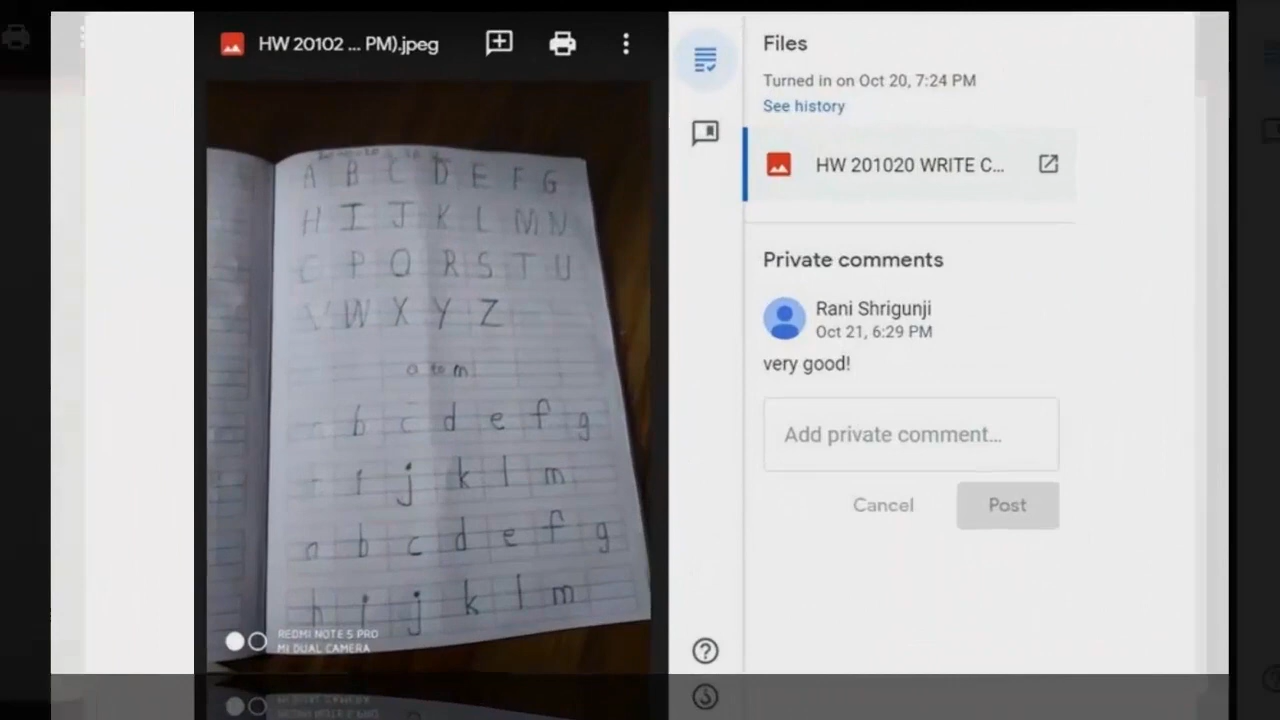 HW 20102 ... PM).jpeg
A B C D E F G
H I J K L M N
P Q R S T U
V W X Y Z
a to m
b c d e f g
i j k l m
a b c d e f g
h i j k l m
REDMI NOTE 5 PRO
MI DUAL CAMERA
Files
Turned in on Oct 20, 7:24 PM
See history
HW 201020 WRITE C...
Private comments
Rani Shrigunji
Oct 21, 6:29 PM
very good!
Add private comment...
Cancel
Post